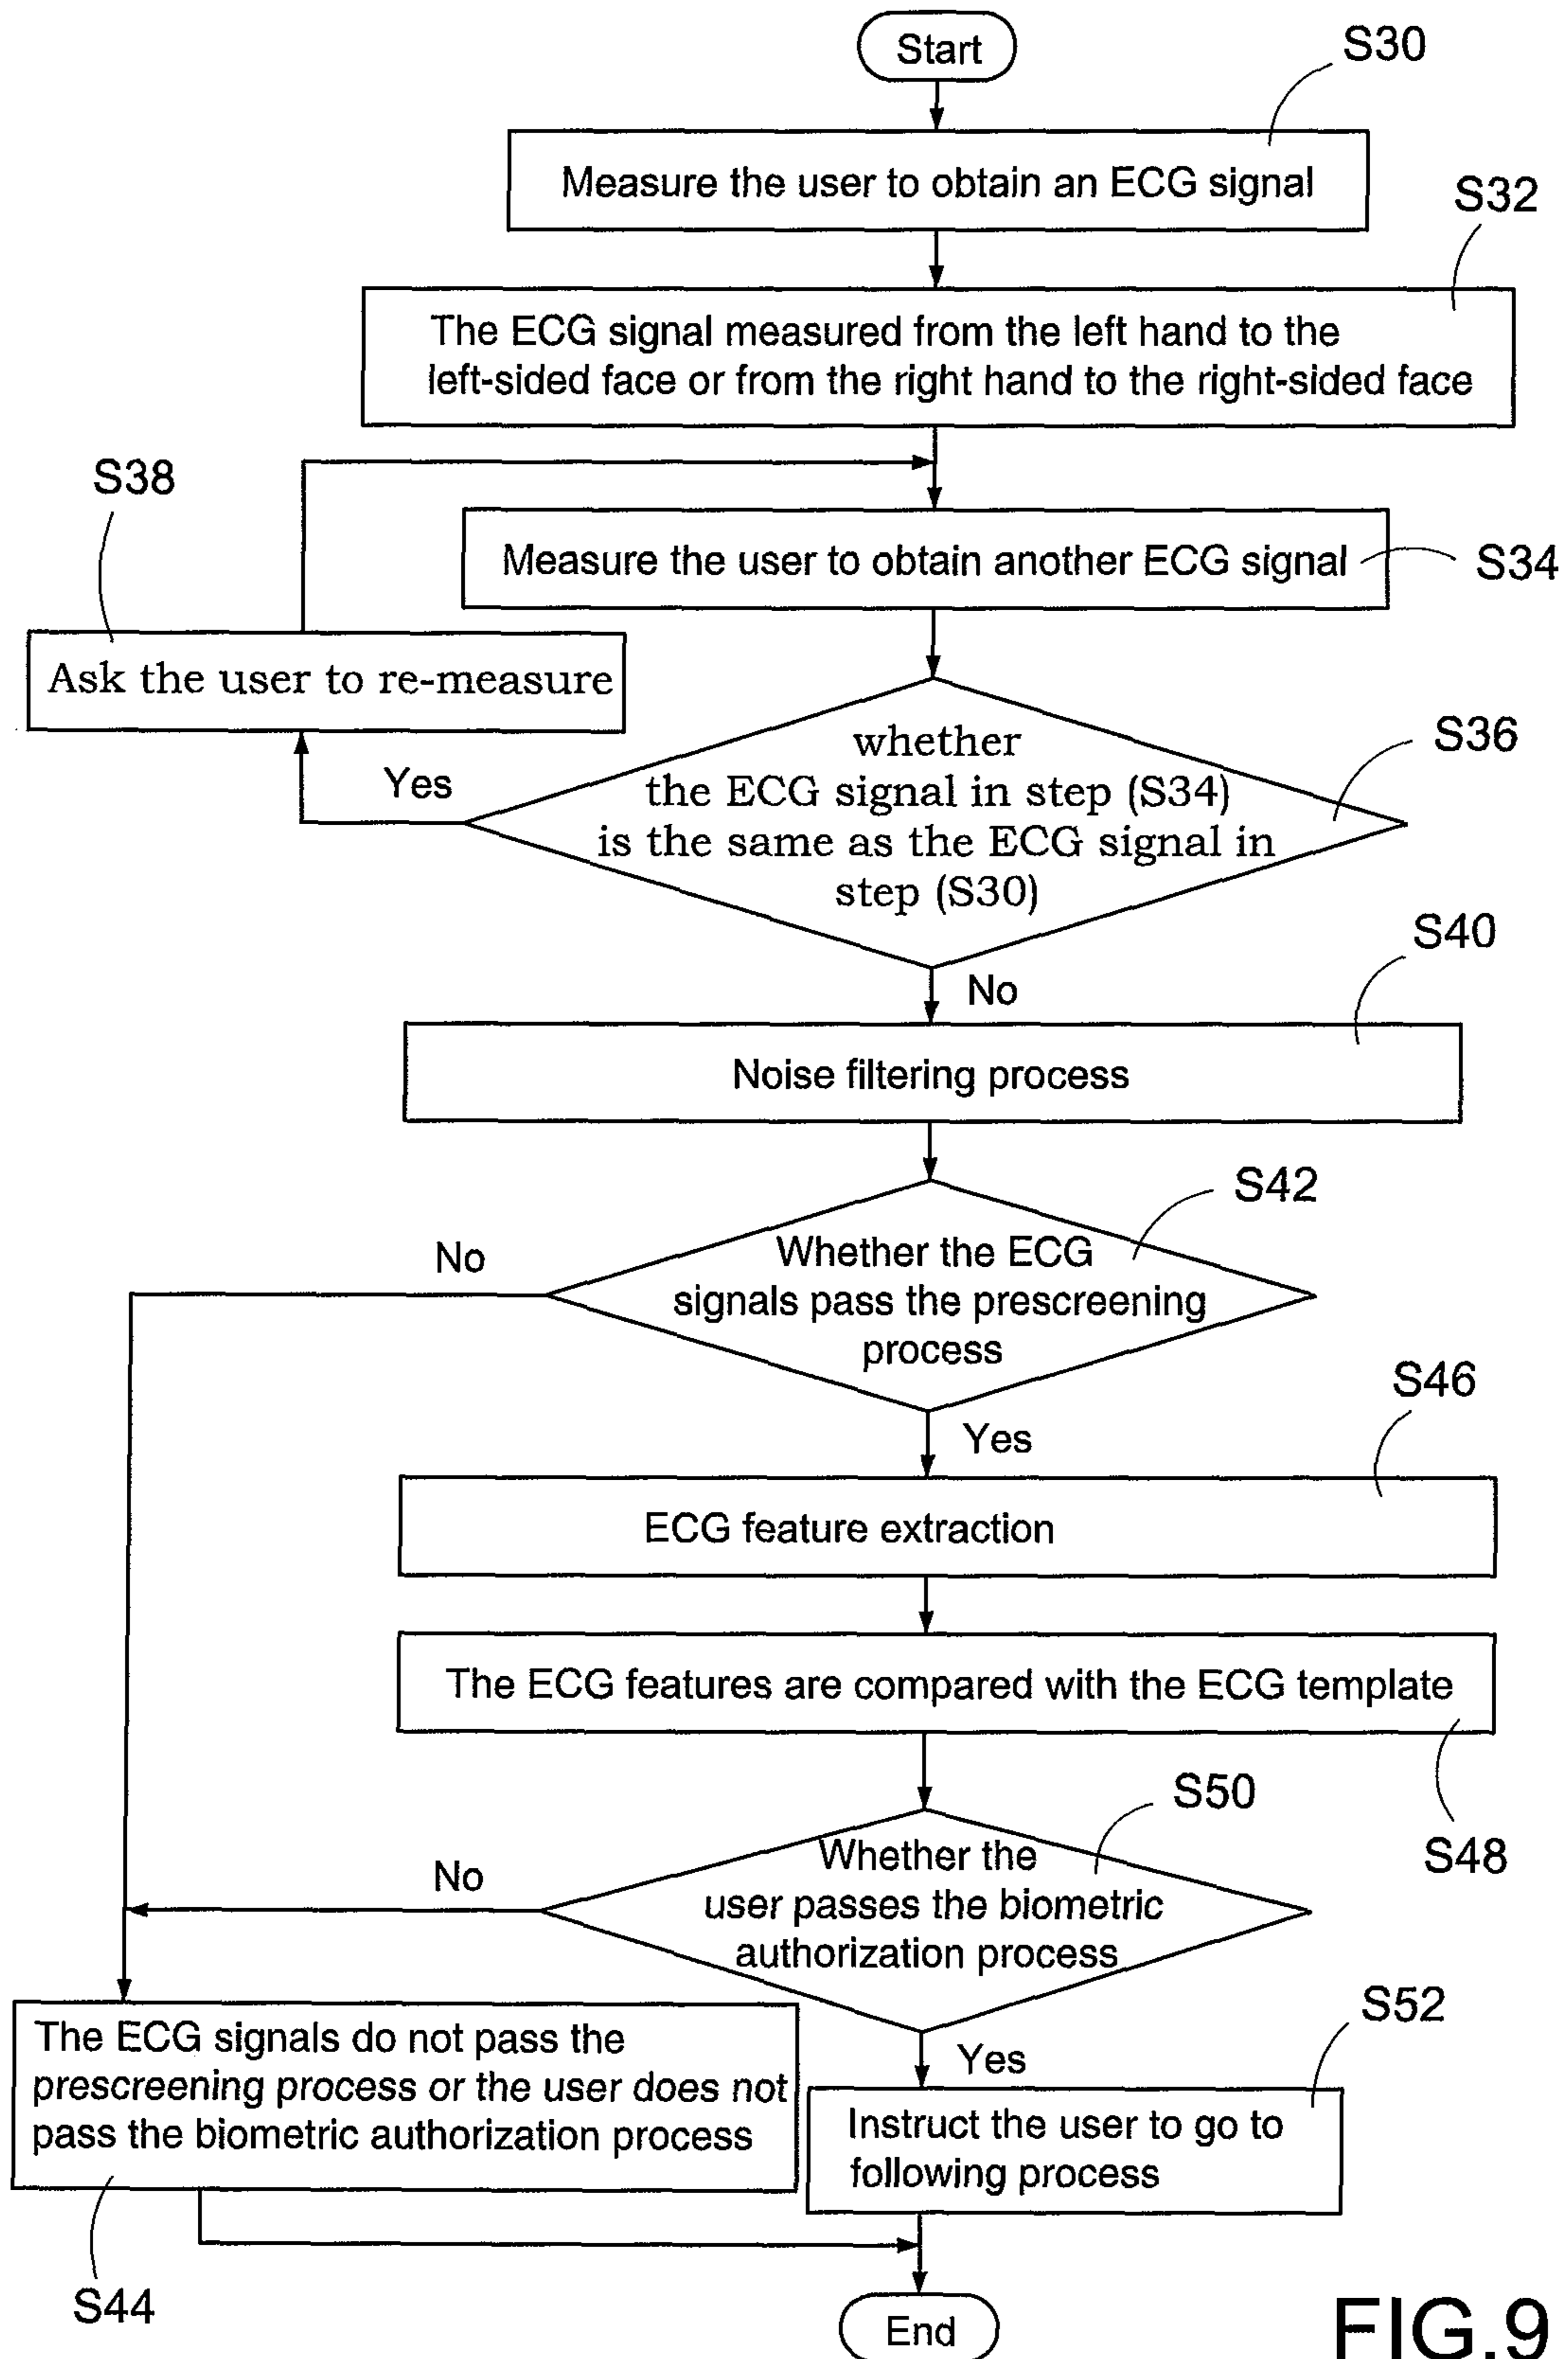 Start
S30
Measure the user to obtain an ECG signal
S32
The ECG signal measured from the left hand to the
left-sided face or from the right hand to the right-sided face
S38
Measure the user to obtain another ECG signal
S34
Ask the user to re-measure
Yes
whether
the ECG signal in step (S34)
is the same as the ECG signal in
step (S30)
S36
No
S40
Noise filtering process
S42
No
Whether the ECG
signals pass the prescreening
process
Yes
S46
ECG feature extraction
The ECG features are compared with the ECG template
S48
S50
No
Whether the
user passes the biometric
authorization process
Yes
S52
The ECG signals do not pass the
prescreening process or the user does not
pass the biometric authorization process
Instruct the user to go to
following process
S44
End
FIG.9